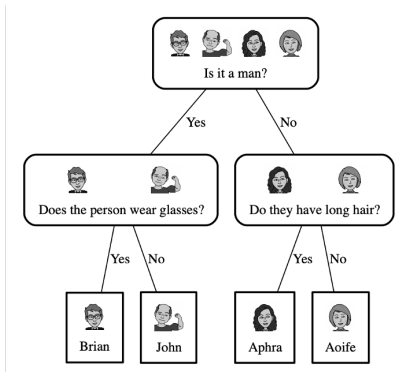 Is it a man?
Yes
No
Does the person wear glasses?
Do they have long hair?
Yes
No
Yes
No
Brian
John
Aphra
Aoife